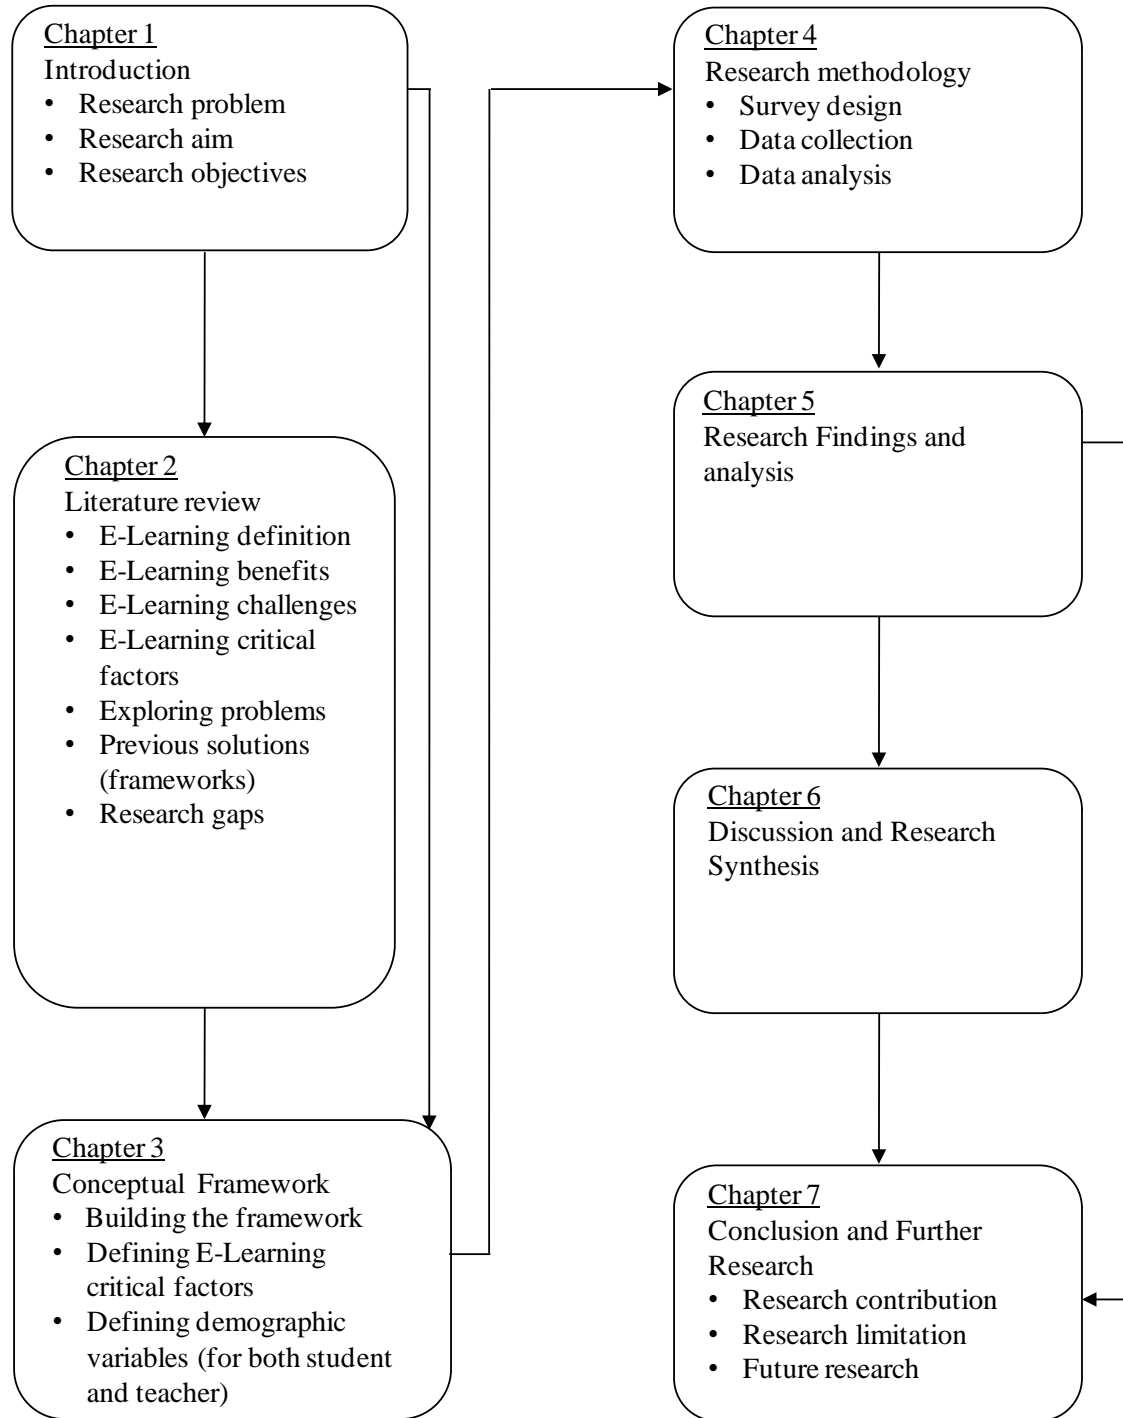 Chapter 1
Introduction
• Research problem
• Research aim
• Research objectives
Chapter 2
Literature review
• E-Learning definition
• E-Learning benefits
• E-Learning challenges
• E-Learning critical
factors
• Exploring problems
• Previous solutions
(frameworks)
• Research gaps
Chapter 3
Conceptual Framework
• Building the framework
• Defining E-Learning
critical factors
• Defining demographic
variables (for both student
and teacher)
Chapter 4
Research methodology
• Survey design
• Data collection
• Data analysis
Chapter 5
Research Findings and
analysis
Chapter 6
Discussion and Research
Synthesis
Chapter 7
Conclusion and Further
Research
• Research contribution
• Research limitation
• Future research